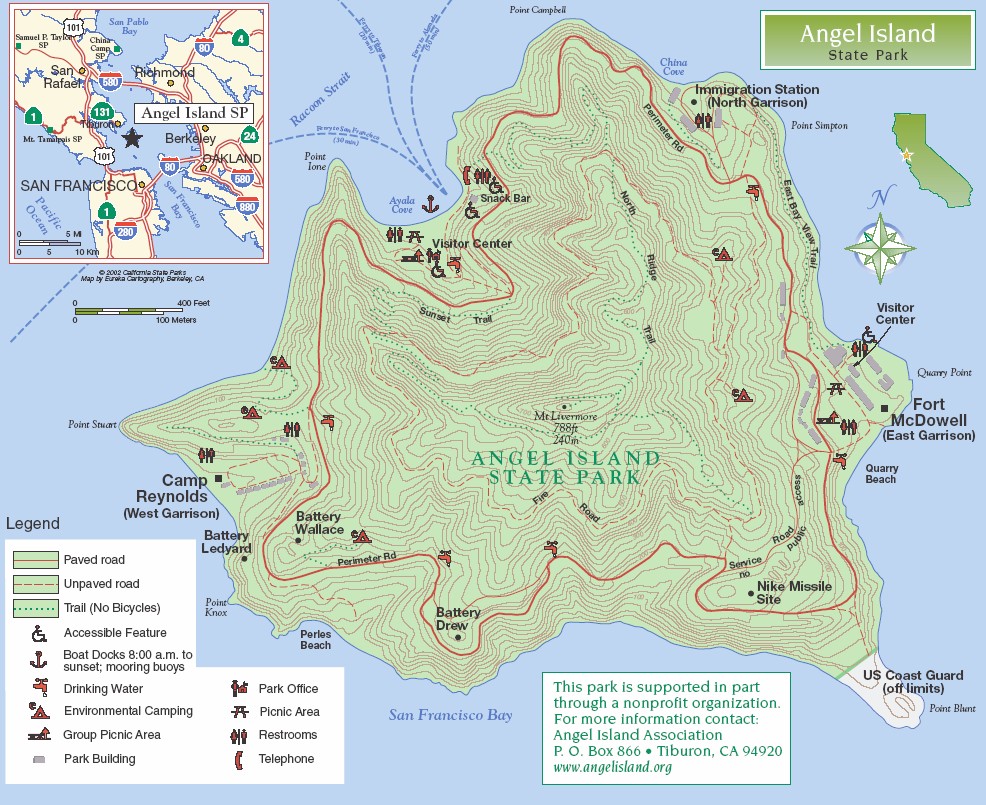 Angel Island
State Park
101
San Pablo
Bay
Samuel P. Taylor
SP
China
Camp
SP
80
4
San
Rafael
580
Richmond
1
131
Angel Island SP
Tiburon
Mt. Tamalpais SP
Berkeley
24
101
80
OAKLAND
580
SAN FRANCISCO
880
San Francisco
Bay
Pacific
Ocean
1
280
0 5 Mi
0 5 10 Km
© 2002 California State Parks
Map by Eureka Cartography, Berkeley, CA
0 400 Feet
0 100 Meters
Raccoon Strait
Ferry to San Francisco
(30 min)
Point Campbell
China
Cove
Immigration Station
(North Garrison)
Point Simpton
Perimeter Rd
East Bay View Trail
N
Point
Ione
Ayala
Cove
Snack Bar
Visitor Center
North
Ridge
Trail
Sunset Trail
Visitor
Center
Quarry Point
Fort
McDowell
(East Garrison)
Quarry
Beach
Mt Livermore
788ft
240m
ANGEL ISLAND
STATE PARK
Fire Road
Point Stuart
Camp
Reynolds
(West Garrison)
Battery
Wallace
Battery
Ledyard
Perimeter Rd
Service Road
no public access
Nike Missile
Site
Battery
Drew
Point
Knox
Perles
Beach
US Coast Guard
(off limits)
Point Blunt
San Francisco Bay
Legend
Paved road
Unpaved road
Trail (No Bicycles)
Accessible Feature
Boat Docks 8:00 a.m. to
sunset; mooring buoys
Drinking Water
Environmental Camping
Group Picnic Area
Park Building
Park Office
Picnic Area
Restrooms
Telephone
This park is supported in part
through a nonprofit organization.
For more information contact:
Angel Island Association
P. O. Box 866 • Tiburon, CA 94920
www.angelisland.org